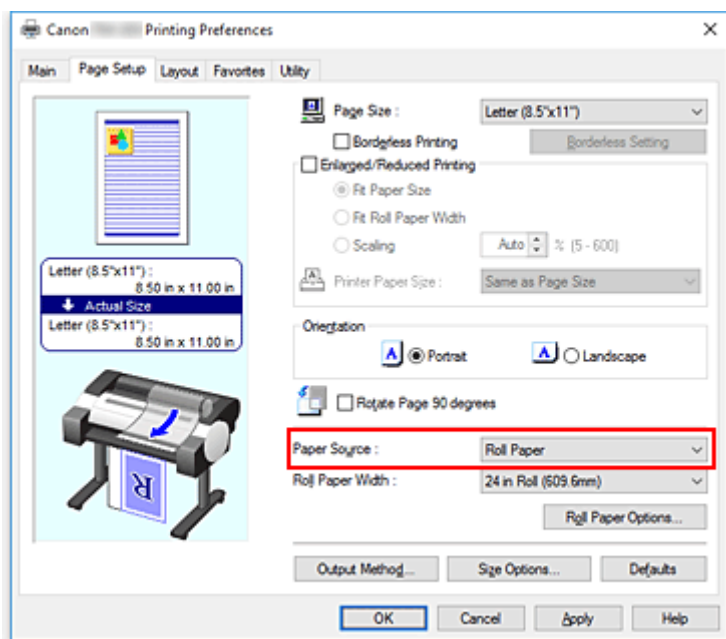 Canon Printing Preferences
Main Page Setup Layout Favorites Utility
Page Size : Letter (8.5"x11")
Borderless Printing Borderless Setting
Enlarged/Reduced Printing
Fit Paper Size
Fit Roll Paper Width
Scaling Auto % (5 - 600)
Printer Paper Size : Same as Page Size
Letter (8.5"x11") :
8.50 in x 11.00 in
Actual Size
Letter (8.5"x11") :
8.50 in x 11.00 in
Orientation
A Portrait A Landscape
Rotate Page 90 degrees
Paper Source : Roll Paper
Roll Paper Width : 24 in Roll (609.6mm)
R
Roll Paper Options...
Output Method... Size Options... Defaults
OK Cancel Apply Help